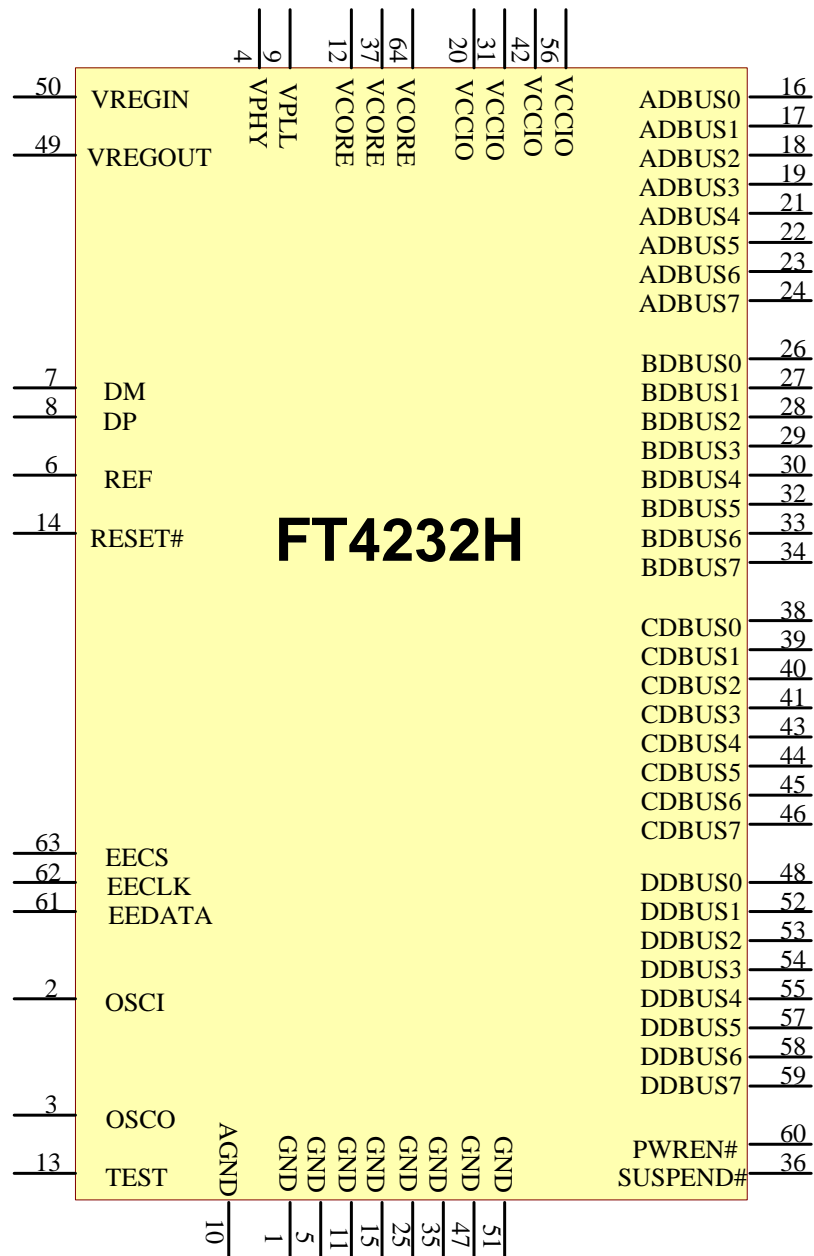 4 9 12 37 64 20 31 42 56
VPHY VPLL VCORE VCORE VCORE VCCIO VCCIO VCCIO VCCIO
50 VREGIN
49 VREGOUT
7 DM
8 DP
6 REF
14 RESET#
63 EECS
62 EECLK
61 EEDATA
2 OSCI
3 OSCO
13 TEST
FT4232H
ADBUS0 16
ADBUS1 17
ADBUS2 18
ADBUS3 19
ADBUS4 21
ADBUS5 22
ADBUS6 23
ADBUS7 24
BDBUS0 26
BDBUS1 27
BDBUS2 28
BDBUS3 29
BDBUS4 30
BDBUS5 32
BDBUS6 33
BDBUS7 34
CDBUS0 38
CDBUS1 39
CDBUS2 40
CDBUS3 41
CDBUS4 43
CDBUS5 44
CDBUS6 45
CDBUS7 46
DDBUS0 48
DDBUS1 52
DDBUS2 53
DDBUS3 54
DDBUS4 55
DDBUS5 57
DDBUS6 58
DDBUS7 59
PWREN# 60
SUSPEND# 36
AGND GND GND GND GND GND GND GND GND
10 1 5 11 15 25 35 47 51